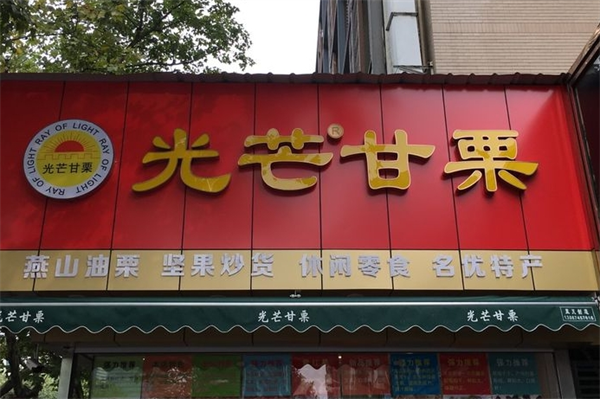 光芒甘栗®
RAY OF LIGHT RAY OF LIGHT RAY OF LIGHT
光芒甘栗
燕山油栗 坚果炒货 休闲零食 名优特产
光芒甘栗 光芒甘栗 光芒甘栗